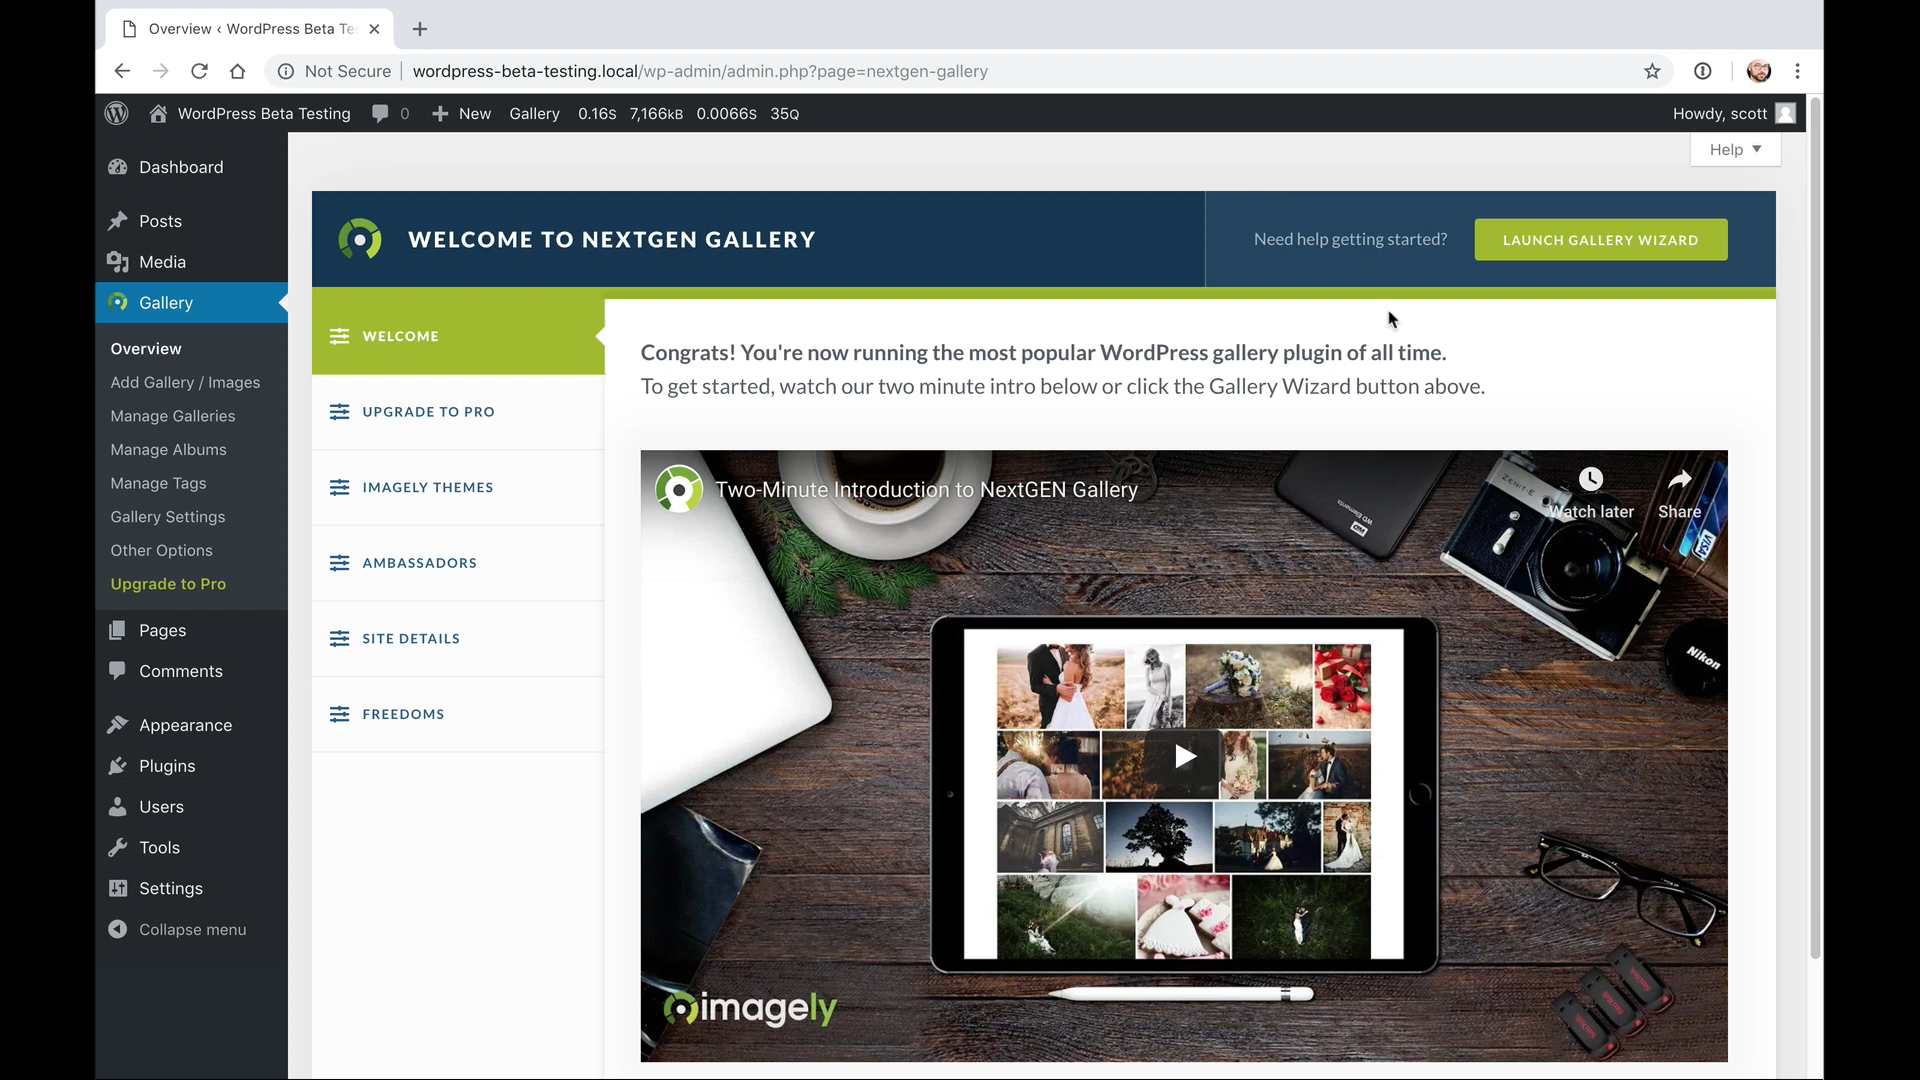 Overview ‹ WordPress Beta Te
Not Secure
wordpress-beta-testing.local/wp-admin/admin.php?page=nextgen-gallery
WordPress Beta Testing 0 New Gallery 0.16S 7,166KB 0.0066S 35Q
Howdy, scott
Help
Dashboard
Posts
Media
Gallery
Overview
Add Gallery / Images
Manage Galleries
Manage Albums
Manage Tags
Gallery Settings
Other Options
Upgrade to Pro
Pages
Comments
Appearance
Plugins
Users
Tools
Settings
Collapse menu
WELCOME TO NEXTGEN GALLERY
Need help getting started?
LAUNCH GALLERY WIZARD
WELCOME
UPGRADE TO PRO
IMAGELY THEMES
AMBASSADORS
SITE DETAILS
FREEDOMS
Congrats! You're now running the most popular WordPress gallery plugin of all time.
To get started, watch our two minute intro below or click the Gallery Wizard button above.
Two-Minute Introduction to NextGEN Gallery
Watch later
Share
WD Elements
WD
ZENIT-E
VISA
Nikon
imagely